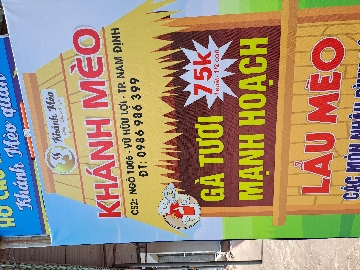 Khánh Mèo
KHÁNH MÈO
CS2: NGÕ 1006 - VŨ HỮU LỢI - TP. NAM ĐỊNH
ĐT: 0986 986 399
75k
GÀ TƯƠI
MẠNH HOẠCH
LẨU MÈO
Khánh Mèo quán